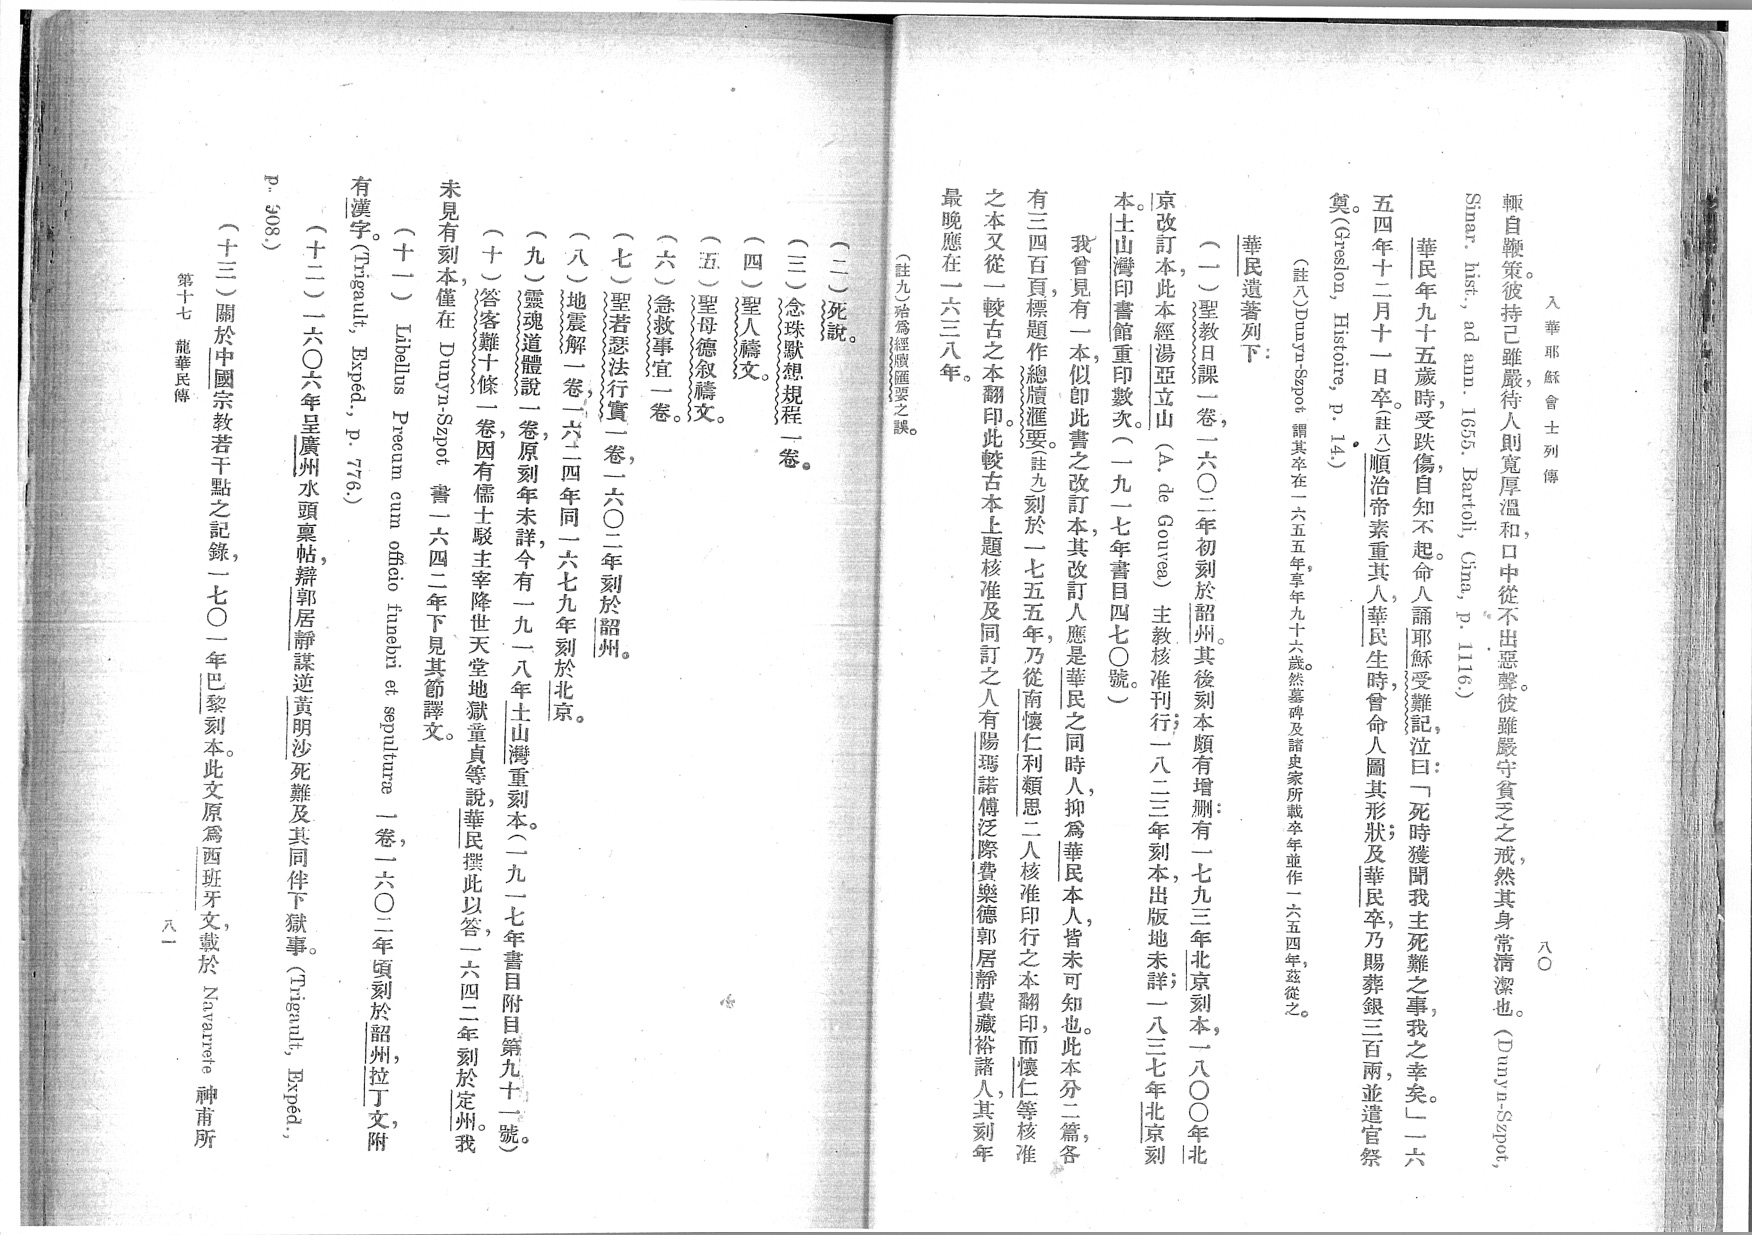 入華耶穌會士列傳
八〇
輒自鞭策。彼持己雖嚴，待人則寬厚溫和，口中從不出惡聲。彼雖嚴守貧乏之戒，然其身常淸潔也。(Dunyn-Szpot,
Sinar. hist., ad ann. 1655. Bartoli, Cina, p. 1116.)
華民年九十五歲時，受跌傷，自知不起。命人誦耶穌受難記，泣曰：「死時獲聞我主死難之事，我之幸矣。」一六
五四年十二月十一日卒。(註八)順治帝素重其人，華民生時，曾命人圖其形狀；及華民卒，乃賜葬銀三百兩，並遣官祭
奠。(Greslon, Histoire, p. 14.)
(註八)Dunyn-Szpot 謂其卒在一六五五年，享年九十六歲。然墓碑及諸史家所載卒年並作一六五四年，茲從之。
華民遺著列下：
(一)聖敎日課一卷，一六〇二年初刻於韶州。其後刻本頗有增刪：有一七九三年北京刻本，一八〇〇年北
京改訂本，此本經湯亞立山 (A. de Gouvea) 主敎核准刊行；一八二三年刻本，出版地未詳；一八三七年北京刻
本。土山灣印書館重印數次。(一九一七年書目四七〇號。)
我曾見有一本，似卽此書之改訂本，其改訂人應是華民之同時人，抑爲華民本人，皆未可知也。此本分二篇，各
有三四百頁，標題作總牘滙要。(註九)刻於一七五五年，乃從南懷仁利類思二人核准印行之本翻印，而懷仁等核准
之本又從一較古之本翻印。此較古本上題核准及同訂之人有陽瑪諾傅泛際費樂德郭居靜費藏裕諸人，其刻年
最晚應在一六三八年。
(註九)殆爲經牘滙要之誤。
(二)死說。
(三)念珠默想規程一卷。
(四)聖人禱文。
(五)聖母德叙禱文。
(六)急救事宜一卷。
(七)聖若瑟法行實一卷，一六〇二年刻於韶州。
(八)地震解一卷，一六二四年同一六七九年刻於北京。
(九)靈魂道體說一卷，原刻年未詳，今有一九一八年土山灣重刻本。(一九一七年書目附目第九十一號。)
(十)答客難十條一卷，因有儒士駁主宰降世天堂地獄童貞等說，華民撰此以答，一六四二年刻於定州。我
未見有刻本，僅在 Dunyn-Szpot 書一六四二年下見其節譯文。
(十一) Libellus Precum cum officio funebri et sepulturæ 一卷，一六〇二年頃刻於韶州，拉丁文附
有漢字。(Trigault, Expéd., p. 776.)
(十二)一六〇六年呈廣州水頭稟帖，辯郭居靜謀逆黃明沙死難及其同伴下獄事。(Trigault, Expéd.,
p. 908.)
(十三)關於中國宗敎若干點之記錄，一七〇一年巴黎刻本。此文原爲西班牙文，載於 Navarrete 神甫所
第十七 龍華民傳
八一